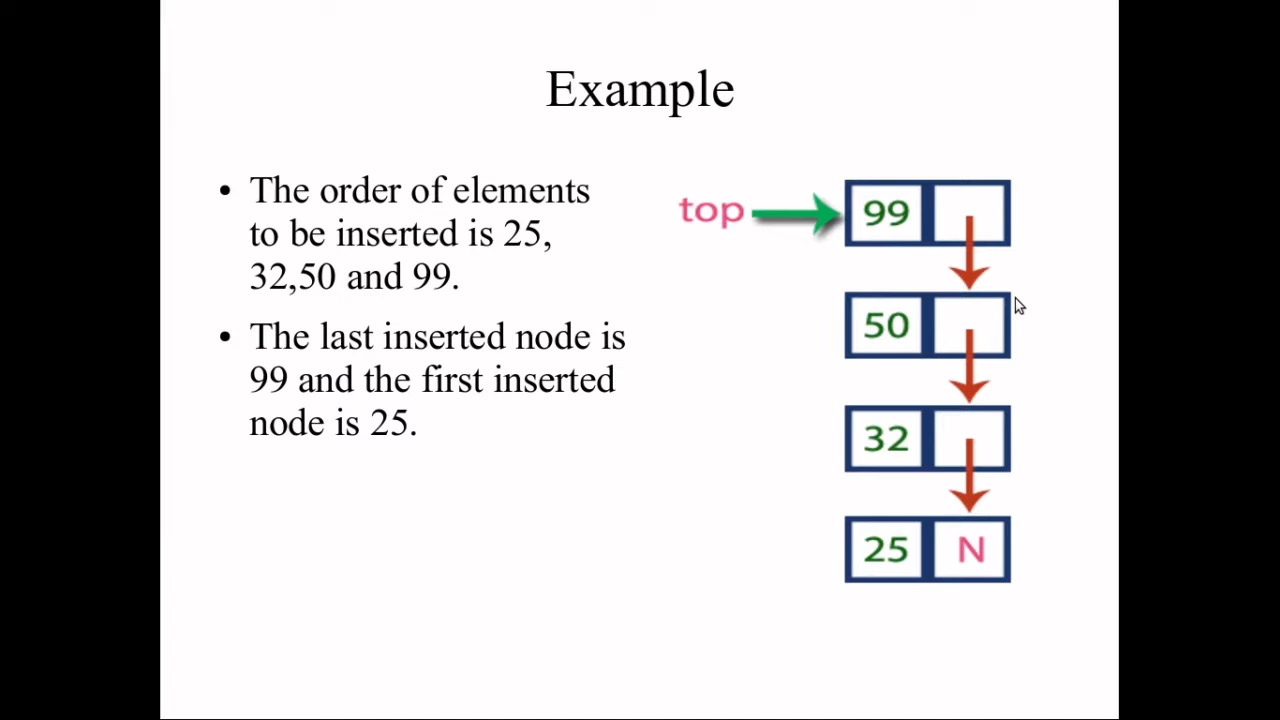 Example
• The order of elements
to be inserted is 25,
32,50 and 99.
• The last inserted node is
99 and the first inserted
node is 25.
top
99
50
32
25 N